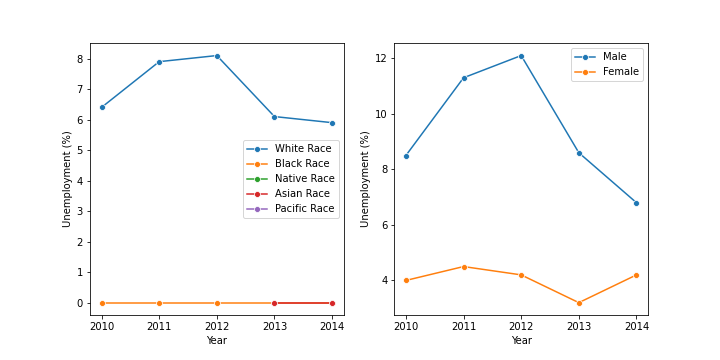 8
7
6
5
4
3
2
1
0
Unemployment (%)
White Race
Black Race
Native Race
Asian Race
Pacific Race
2010 2011 2012 2013 2014
Year
12
10
8
6
4
Unemployment (%)
Male
Female
2010 2011 2012 2013 2014
Year